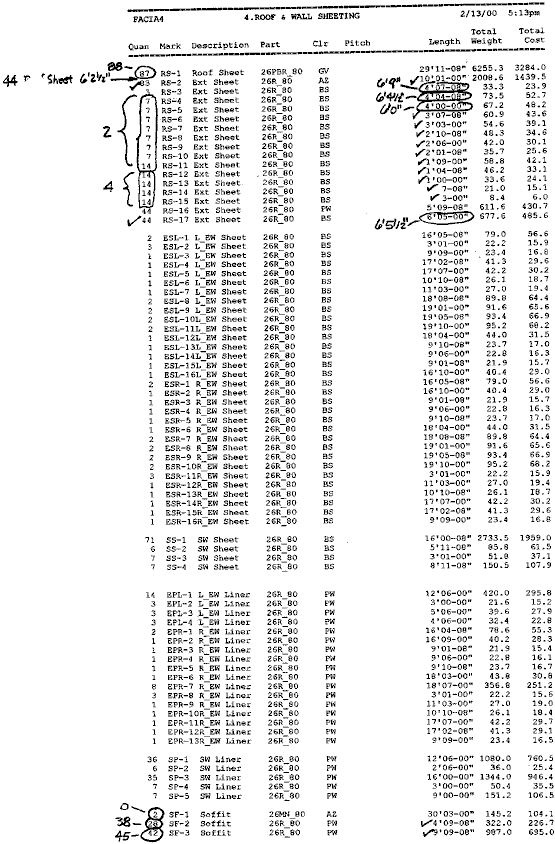 FACIA4 4.ROOF & WALL SHEETING 2/13/00 5:13pm
Total Total
Quan Mark Description Part Clr Pitch Length Weight Cost
88
87 RS-1 Roof Sheet 26PBR_80 GV 29'11-08" 6255.3 3284.0
44 Sheet 6'2½" 83 RS-2 Ext Sheet 26R_80 AZ 10'01-00" 2008.6 1439.5
RS-3 Ext Sheet 26R_80 BS 6'9" 4'07-08" 33.3 23.9
7 RS-4 Ext Sheet 26R_80 BS 6'4½ 4'04-08" 73.5 52.7
7 RS-5 Ext Sheet 26R_80 BS 6'0" 4'00-00" 67.2 48.2
7 RS-6 Ext Sheet 26R_80 BS 3'07-08" 60.9 43.6
2 7 RS-7 Ext Sheet 26R_80 BS 3'03-00" 54.6 39.1
7 RS-8 Ext Sheet 26R_80 BS 2'10-08" 48.3 34.6
7 RS-9 Ext Sheet 26R_80 BS 2'06-00" 42.0 30.1
7 RS-10 Ext Sheet 26R_80 BS 2'01-08" 35.7 25.6
14 RS-11 Ext Sheet 26R_80 BS 1'09-00" 58.8 42.1
14 RS-12 Ext Sheet 26R_80 BS 1'04-08" 46.2 33.1
4 14 RS-13 Ext Sheet 26R_80 BS 1'00-00" 33.6 24.1
14 RS-14 Ext Sheet 26R_80 BS 7-08" 21.0 15.1
14 RS-15 Ext Sheet 26R_80 BS 3-00" 8.4 6.0
44 RS-16 Ext Sheet 26R_80 PW 5'09-08" 611.6 430.7
44 RS-17 Ext Sheet 26R_80 BS 6'05-00" 677.6 485.6
6'5½"
2 ESL-1 L_EW Sheet 26R_80 BS 16'05-08" 79.0 56.6
3 ESL-2 L_EW Sheet 26R_80 BS 3'01-00" 22.2 15.9
1 ESL-3 L_EW Sheet 26R_80 BS 9'09-00" 23.4 16.8
1 ESL-4 L_EW Sheet 26R_80 BS 17'02-08" 41.3 29.6
1 ESL-5 L_EW Sheet 26R_80 BS 17'07-00" 42.2 30.2
1 ESL-6 L_EW Sheet 26R_80 BS 10'10-08" 26.1 18.7
1 ESL-7 L_EW Sheet 26R_80 BS 11'03-00" 27.0 19.4
2 ESL-8 L_EW Sheet 26R_80 BS 18'08-08" 89.8 64.4
2 ESL-9 L_EW Sheet 26R_80 BS 19'01-00" 91.6 65.6
2 ESL-10L_EW Sheet 26R_80 BS 19'05-08" 93.4 66.9
2 ESL-11L_EW Sheet 26R_80 BS 19'10-00" 95.2 68.2
1 ESL-12L_EW Sheet 26R_80 BS 18'04-00" 44.0 31.5
1 ESL-13L_EW Sheet 26R_80 BS 9'10-08" 23.7 17.0
1 ESL-14L_EW Sheet 26R_80 BS 9'06-00" 22.8 16.3
1 ESL-15L_EW Sheet 26R_80 BS 9'01-08" 21.9 15.7
1 ESL-16L_EW Sheet 26R_80 BS 16'10-00" 40.4 29.0
2 ESR-1 R_EW Sheet 26R_80 BS 16'05-08" 79.0 56.6
1 ESR-2 R_EW Sheet 26R_80 BS 16'10-00" 40.4 29.0
1 ESR-3 R_EW Sheet 26R_80 BS 9'01-08" 21.9 15.7
1 ESR-4 R_EW Sheet 26R_80 BS 9'06-00" 22.8 16.3
1 ESR-5 R_EW Sheet 26R_80 BS 9'10-08" 23.7 17.0
1 ESR-6 R_EW Sheet 26R_80 BS 18'04-00" 44.0 31.5
2 ESR-7 R_EW Sheet 26R_80 BS 18'08-08" 89.8 64.4
2 ESR-8 R_EW Sheet 26R_80 BS 19'01-00" 91.6 65.6
2 ESR-9 R_EW Sheet 26R_80 BS 19'05-08" 93.4 66.9
2 ESR-10R_EW Sheet 26R_80 BS 19'10-00" 95.2 68.2
3 ESR-11R_EW Sheet 26R_80 BS 3'01-00" 22.2 15.9
1 ESR-12R_EW Sheet 26R_80 BS 11'03-00" 27.0 19.4
1 ESR-13R_EW Sheet 26R_80 BS 10'10-08" 26.1 18.7
1 ESR-14R_EW Sheet 26R_80 BS 17'07-00" 42.2 30.2
1 ESR-15R_EW Sheet 26R_80 BS 17'02-08" 41.3 29.6
1 ESR-16R_EW Sheet 26R_80 BS 9'09-00" 23.4 16.8
71 SS-1 SW Sheet 26R_80 BS 16'00-08" 2733.5 1959.0
6 SS-2 SW Sheet 26R_80 BS 5'11-08" 85.8 61.5
7 SS-3 SW Sheet 26R_80 BS 3'01-00" 51.8 37.1
7 SS-4 SW Sheet 26R_80 BS 8'11-08" 150.5 107.9
14 EPL-1 L_EW Liner 26R_80 PW 12'06-00" 420.0 295.8
3 EPL-2 L_EW Liner 26R_80 PW 3'00-00" 21.6 15.2
3 EPL-3 L_EW Liner 26R_80 PW 5'06-00" 39.6 27.9
3 EPL-4 L_EW Liner 26R_80 PW 4'06-00" 32.4 22.8
2 EPR-1 R_EW Liner 26R_80 PW 16'04-08" 78.6 55.3
1 EPR-2 R_EW Liner 26R_80 PW 16'09-00" 40.2 28.3
1 EPR-3 R_EW Liner 26R_80 PW 9'01-08" 21.9 15.4
1 EPR-4 R_EW Liner 26R_80 PW 9'06-00" 22.8 16.1
1 EPR-5 R_EW Liner 26R_80 PW 9'10-08" 23.7 16.7
1 EPR-6 R_EW Liner 26R_80 PW 18'03-00" 43.8 30.8
8 EPR-7 R_EW Liner 26R_80 PW 18'07-00" 356.8 251.2
3 EPR-8 R_EW Liner 26R_80 PW 3'01-00" 22.2 15.6
1 EPR-9 R_EW Liner 26R_80 PW 11'03-00" 27.0 19.0
1 EPR-10R_EW Liner 26R_80 PW 10'10-08" 26.1 18.4
1 EPR-11R_EW Liner 26R_80 PW 17'07-00" 42.2 29.7
1 EPR-12R_EW Liner 26R_80 PW 17'02-08" 41.3 29.1
1 EPR-13R_EW Liner 26R_80 PW 9'09-00" 23.4 16.5
36 SP-1 SW Liner 26R_80 PW 12'06-00" 1080.0 760.5
6 SP-2 SW Liner 26R_80 PW 2'06-00" 36.0 25.4
35 SP-3 SW Liner 26R_80 PW 16'00-00" 1344.0 946.4
7 SP-4 SW Liner 26R_80 PW 3'00-00" 50.4 35.5
7 SP-5 SW Liner 26R_80 PW 9'00-00" 151.2 106.5
0
2 SF-1 Soffit 26MN_80 AZ 30'03-00" 145.2 104.1
38 28 SF-2 Soffit 26R_80 PW 4'09-08" 322.0 226.7
45 42 SF-3 Soffit 26R_80 PW 9'09-08" 987.0 695.0